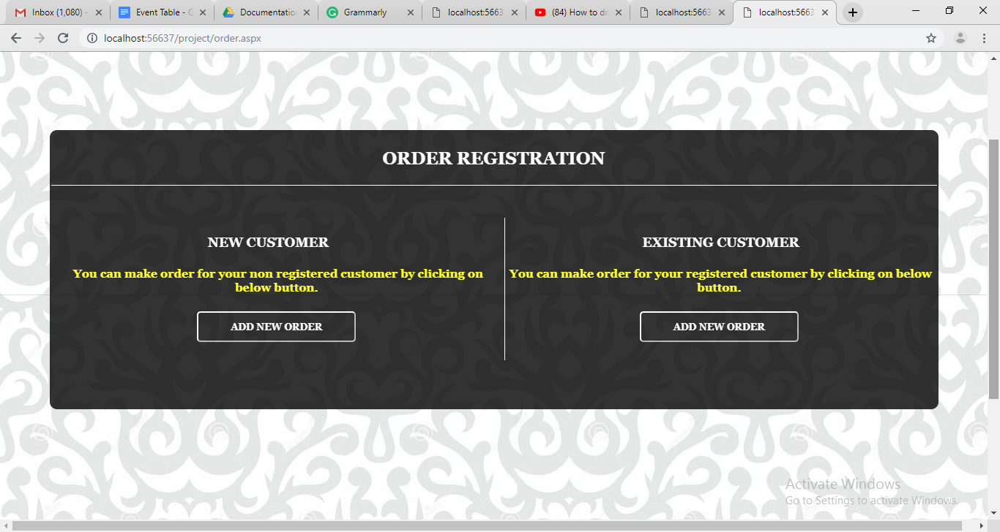 Inbox (1,080) -
Event Table - G
Documentatio
Grammarly
localhost:5663
(84) How to dr
localhost:5663
localhost:5663
localhost:56637/project/order.aspx
ORDER REGISTRATION
NEW CUSTOMER
You can make order for your non registered customer by clicking on
below button.
ADD NEW ORDER
EXISTING CUSTOMER
You can make order for your registered customer by clicking on below
button.
ADD NEW ORDER
Activate Windows
Go to Settings to activate Windows.